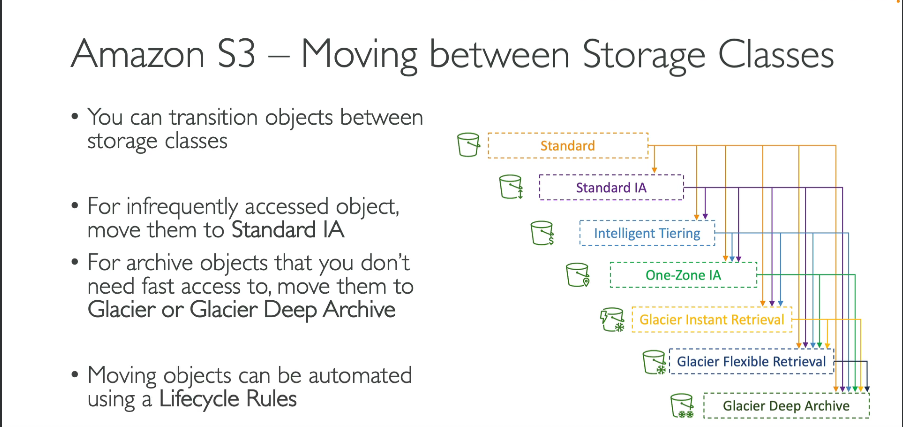 Amazon S3 – Moving between Storage Classes
• You can transition objects between
storage classes
• For infrequently accessed object,
move them to Standard IA
• For archive objects that you don't
need fast access to, move them to
Glacier or Glacier Deep Archive
• Moving objects can be automated
using a Lifecycle Rules
Standard
Standard IA
Intelligent Tiering
One-Zone IA
Glacier Instant Retrieval
Glacier Flexible Retrieval
Glacier Deep Archive